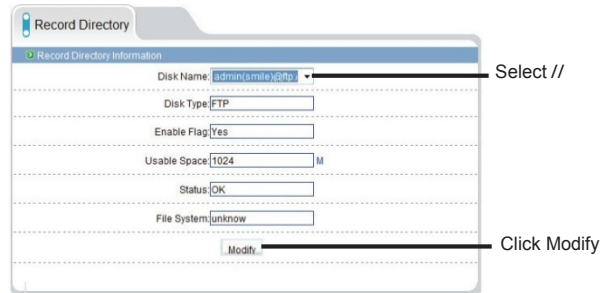 Record Directory
Record Directory Information
Disk Name: admin(smile)@ftp:/
Select //
Disk Type: FTP
Enable Flag: Yes
Usable Space: 1024 M
Status: OK
File System: unknow
Modify
Click Modify